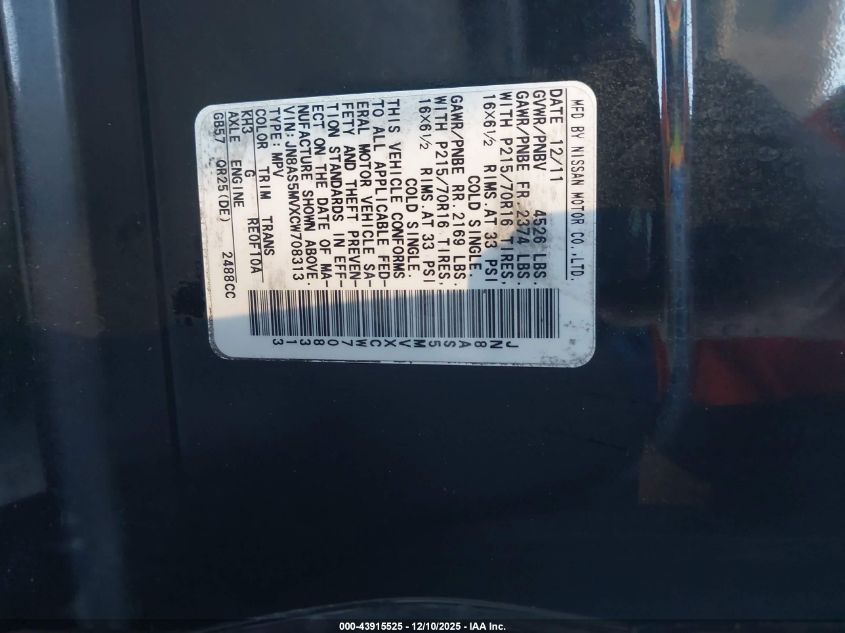 MFD BY NISSAN MOTOR CO.,LTD.
DATE 12/11
GVWR/PNBV 4526 LBS.
GAWR/PNBE FR.2374 LBS.
WITH P215/70R16 TIRES,
16X6½ RIMS.AT 33 PSI
COLD SINGLE.
GAWR/PNBE RR.2169 LBS.
WITH P215/70R16 TIRES,
16X6½ RIMS.AT 33 PSI
COLD SINGLE.
THIS VEHICLE CONFORMS
TO ALL APPLICABLE FED-
ERAL MOTOR VEHICLE SA-
FETY AND THEFT PREVEN-
TION STANDARDS IN EFF-
ECT ON THE DATE OF MA-
NUFACTURE SHOWN ABOVE.
VIN:JN8AS5MVXCW708313
TYPE:MPV
COLOR TRIM TRANS
KH3 G RE0F10A
AXLE ENGINE
GB57 QR25(DE) 2488CC
JN8AS5MVXCW708313
000-43915525 - 12/10/2025 - IAA Inc.